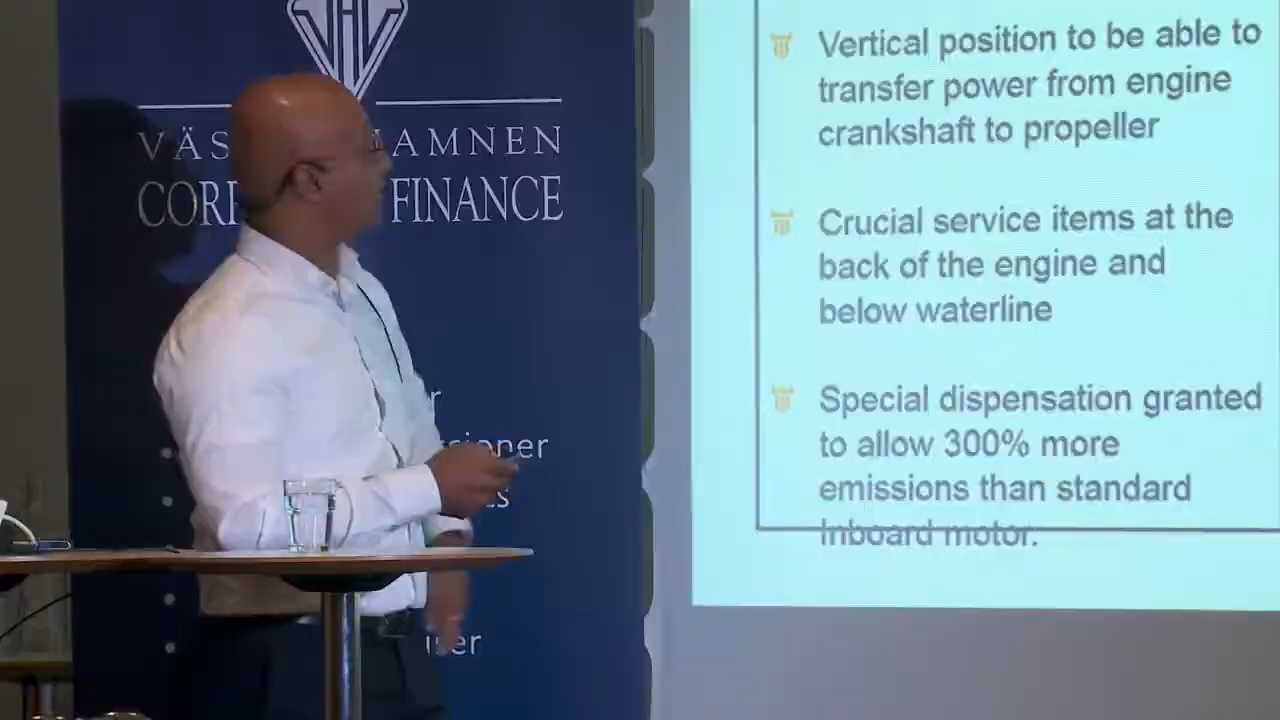 VÄS AMNEN
COR FINANCE
er
Vertical position to be able to
transfer power from engine
crankshaft to propeller
Crucial service items at the
back of the engine and
below waterline
Special dispensation granted
to allow 300% more
emissions than standard
Inboard motor.